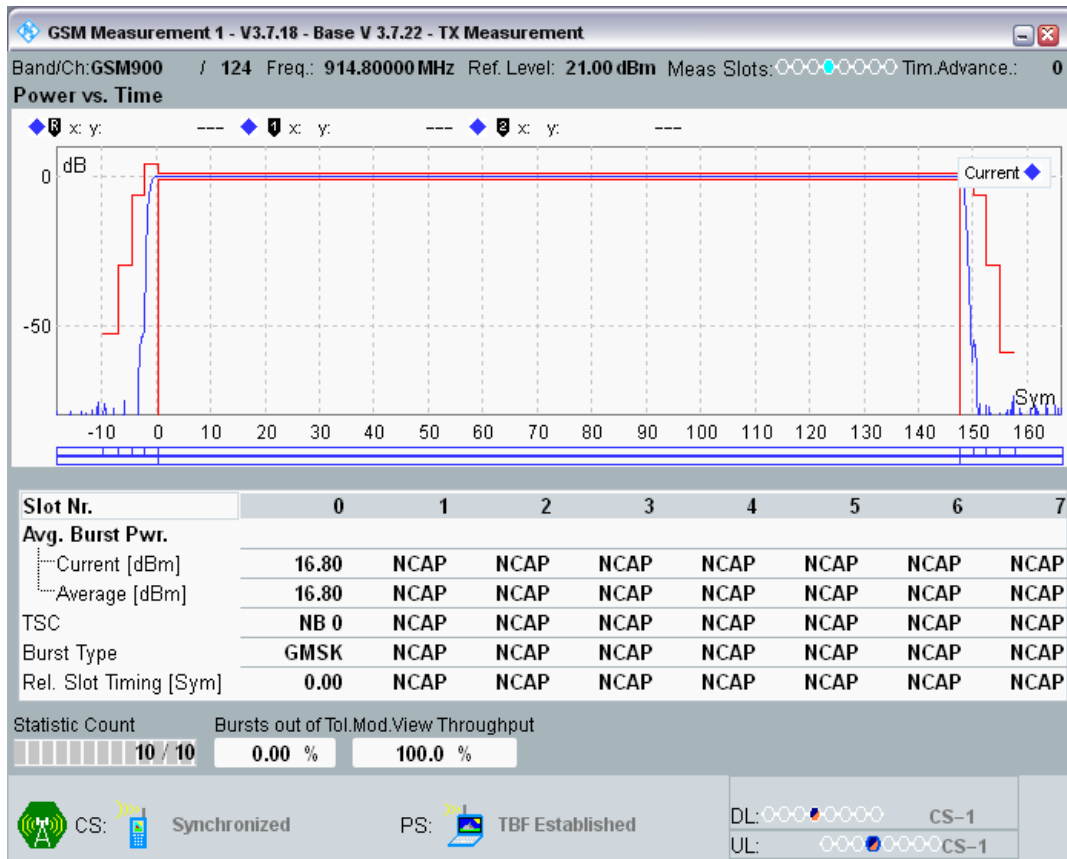 GSM Measurement 1 - V3.7.18 - Base V 3.7.22 - TX Measurement
Band/Ch:GSM900 / 124 Freq.: 914.80000 MHz Ref. Level: 21.00 dBm Meas Slots: Tim.Advance.: 0
Power vs. Time
R x: y: --- 1 x: y: --- 2 x: y: ---
dB
Current
0
-50
Sym
-10 0 10 20 30 40 50 60 70 80 90 100 110 120 130 140 150 160
Slot Nr. 0 1 2 3 4 5 6 7
Avg. Burst Pwr.
Current [dBm] 16.80 NCAP NCAP NCAP NCAP NCAP NCAP NCAP
Average [dBm] 16.80 NCAP NCAP NCAP NCAP NCAP NCAP NCAP
TSC NB 0 NCAP NCAP NCAP NCAP NCAP NCAP NCAP
Burst Type GMSK NCAP NCAP NCAP NCAP NCAP NCAP NCAP
Rel. Slot Timing [Sym] 0.00 NCAP NCAP NCAP NCAP NCAP NCAP NCAP
Statistic Count Bursts out of Tol.Mod.View Throughput
10 / 10 0.00 % 100.0 %
CS: Synchronized PS: TBF Established
DL: CS-1
UL: CS-1